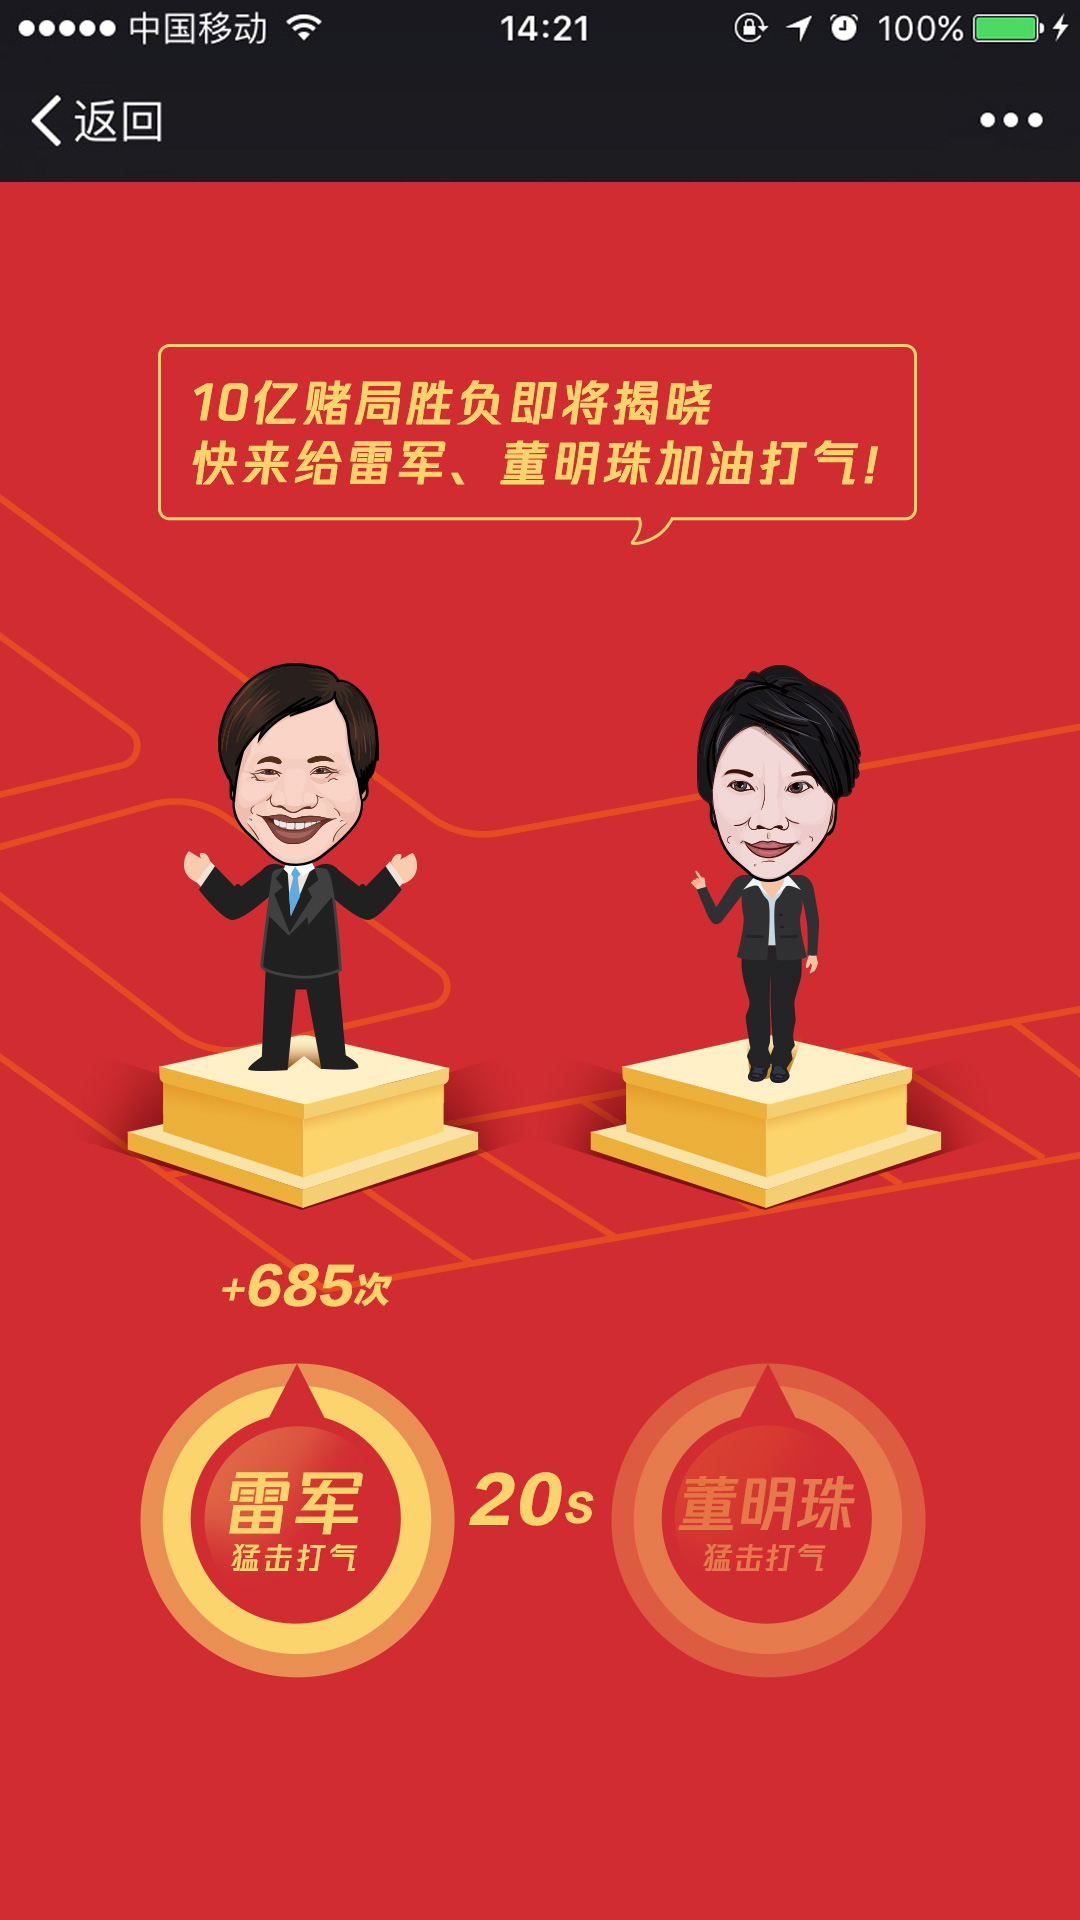 中国移动 14:21 100%
返回
10亿赌局胜负即将揭晓
快来给雷军、董明珠加油打气!
+685次
雷军 20s 董明珠
猛击打气 猛击打气